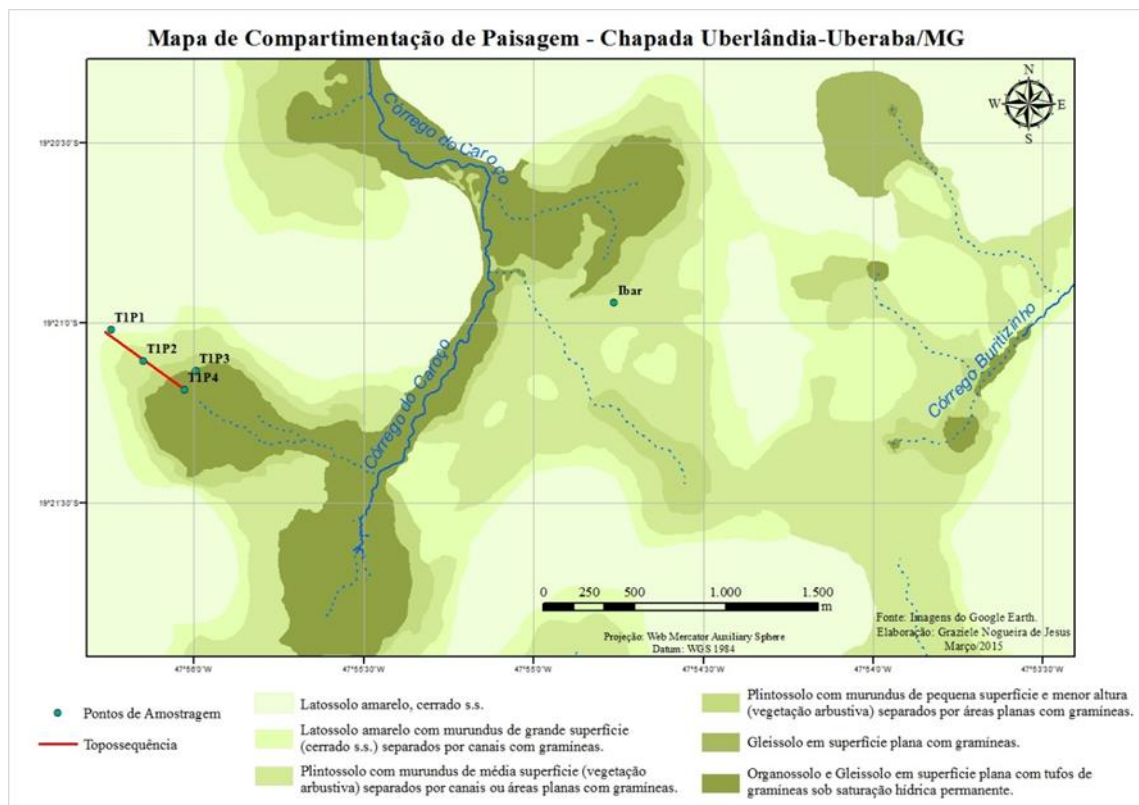 Mapa de Compartimentação de Paisagem - Chapada Uberlândia-Uberaba/MG
N
W E
S
Córrego do Caroço
19°20'30"S
Ibar
T1P1
19°21'0"S
T1P2
T1P3
T1P4
Córrego do Caroço
Córrego Buritizinho
19°21'30"S
0 250 500 1.000 1.500
m
Projeção: Web Mercator Auxiliary Sphere
Datum: WGS 1984
Fonte: Imagens do Google Earth.
Elaboração: Graziele Nogueira de Jesus
Março/2015
47°56'0"W 47°55'30"W 47°55'0"W 47°54'30"W 47°54'0"W 47°53'30"W
Pontos de Amostragem
Topossequência
Latossolo amarelo, cerrado s.s.
Latossolo amarelo com murundus de grande superfície
(cerrado s.s.) separados por canais com gramíneas.
Plintossolo com murundus de média superfície (vegetação
arbustiva) separados por canais ou áreas planas com gramíneas.
Plintossolo com murundus de pequena superfície e menor altura
(vegetação arbustiva) separados por áreas planas com gramíneas.
Gleissolo em superfície plana com gramíneas.
Organossolo e Gleissolo em superfície plana com tufos de
gramíneas sob saturação hídrica permanente.